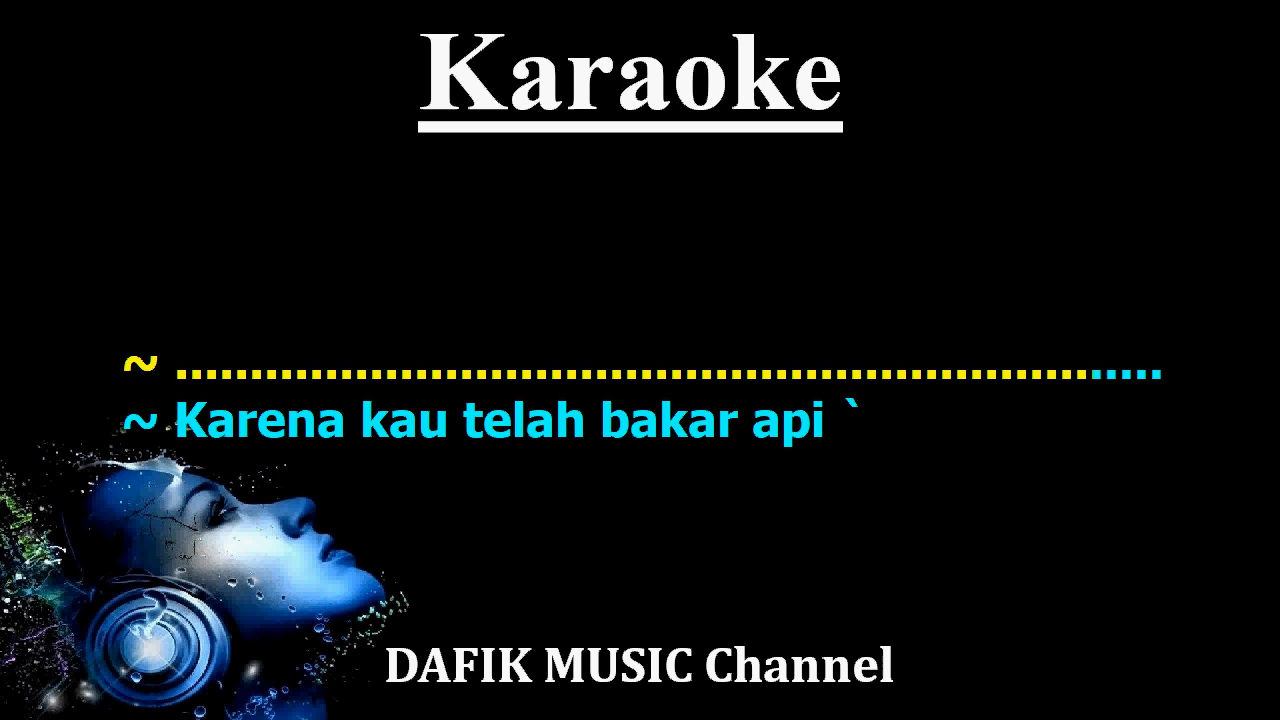 Karaoke
~ ..................................................................
~ Karena kau telah bakar api `
DAFIK MUSIC Channel